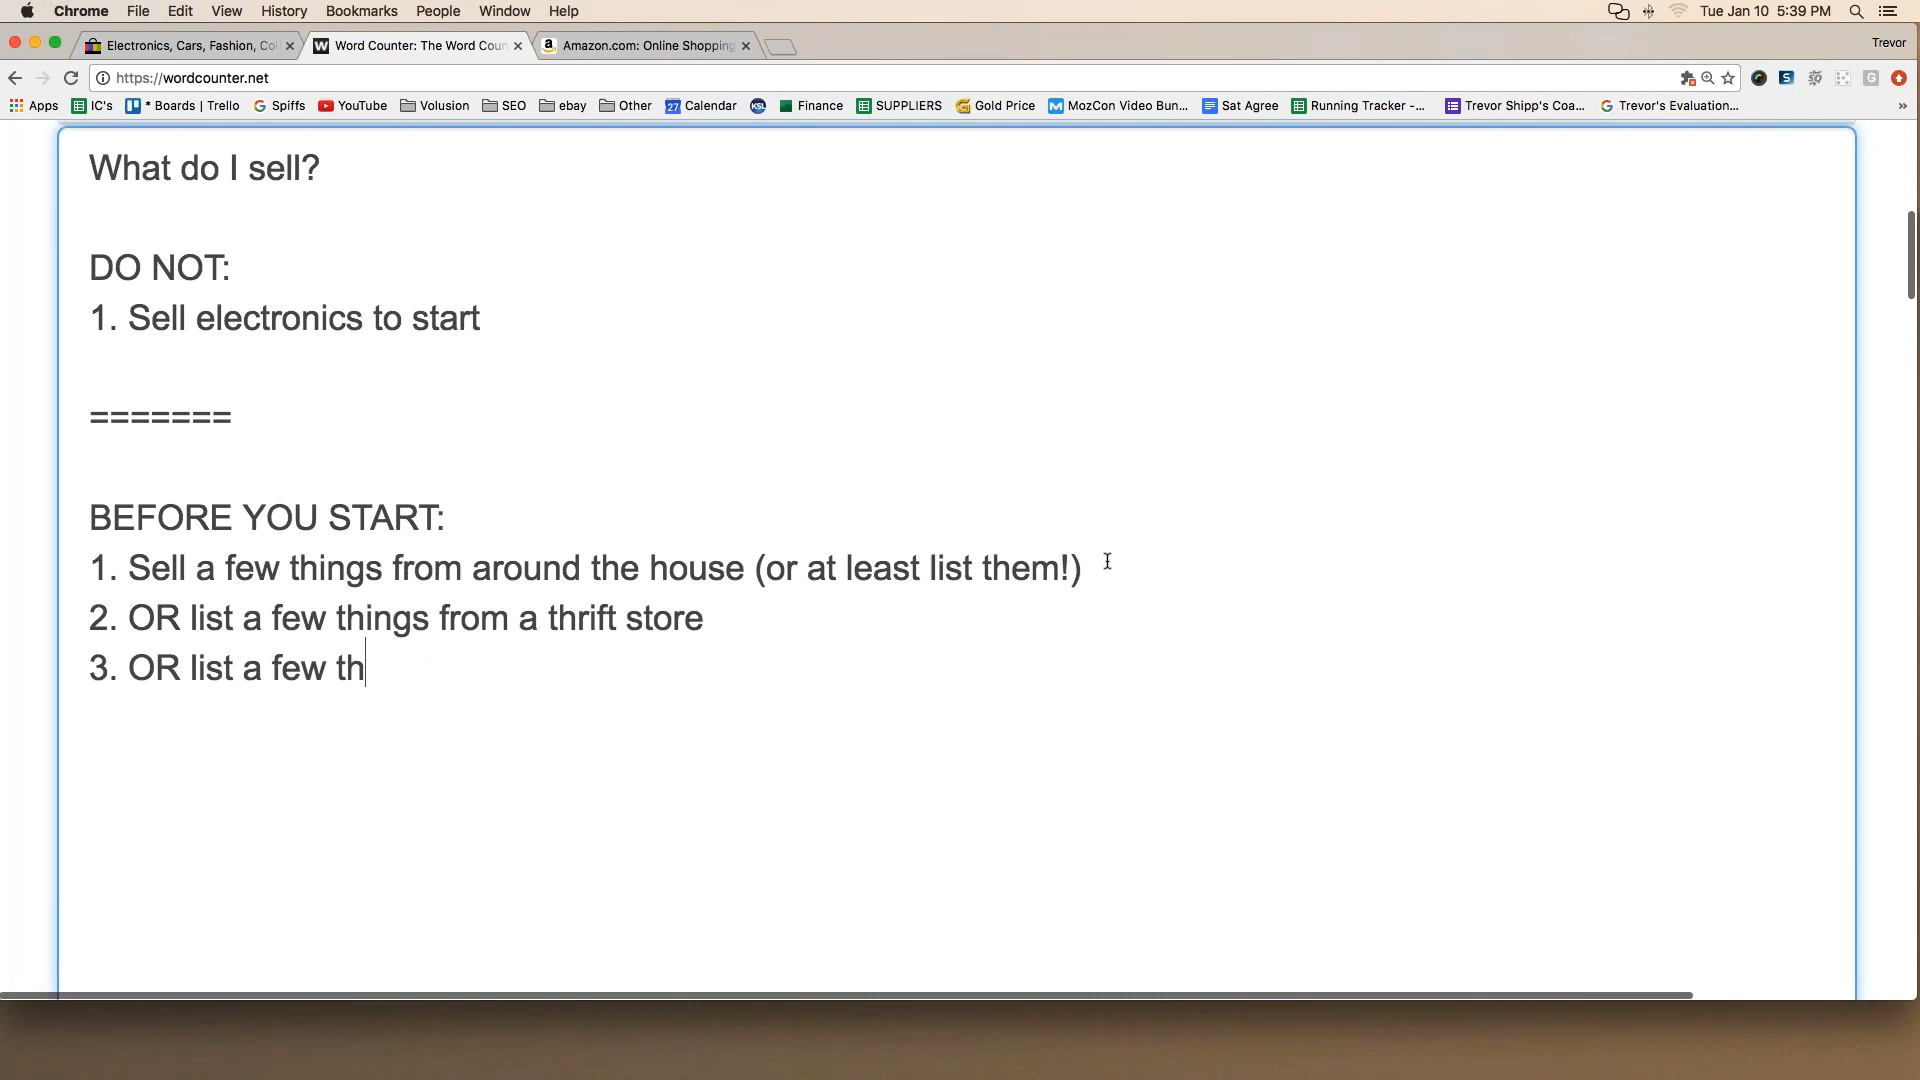 Chrome File Edit View History Bookmarks People Window Help Tue Jan 10 5:39 PM
Electronics, Cars, Fashion, Co Word Counter: The Word Coun Amazon.com: Online Shopping Trevor
https://wordcounter.net
Apps IC's * Boards | Trello Spiffs YouTube Volusion SEO ebay Other 27 Calendar KSL Finance SUPPLIERS Gold Price MozCon Video Bun... Sat Agree Running Tracker -... Trevor Shipp's Coa... Trevor's Evaluation... »
What do I sell?
DO NOT:
1. Sell electronics to start
=======
BEFORE YOU START:
1. Sell a few things from around the house (or at least list them!)
2. OR list a few things from a thrift store
3. OR list a few th